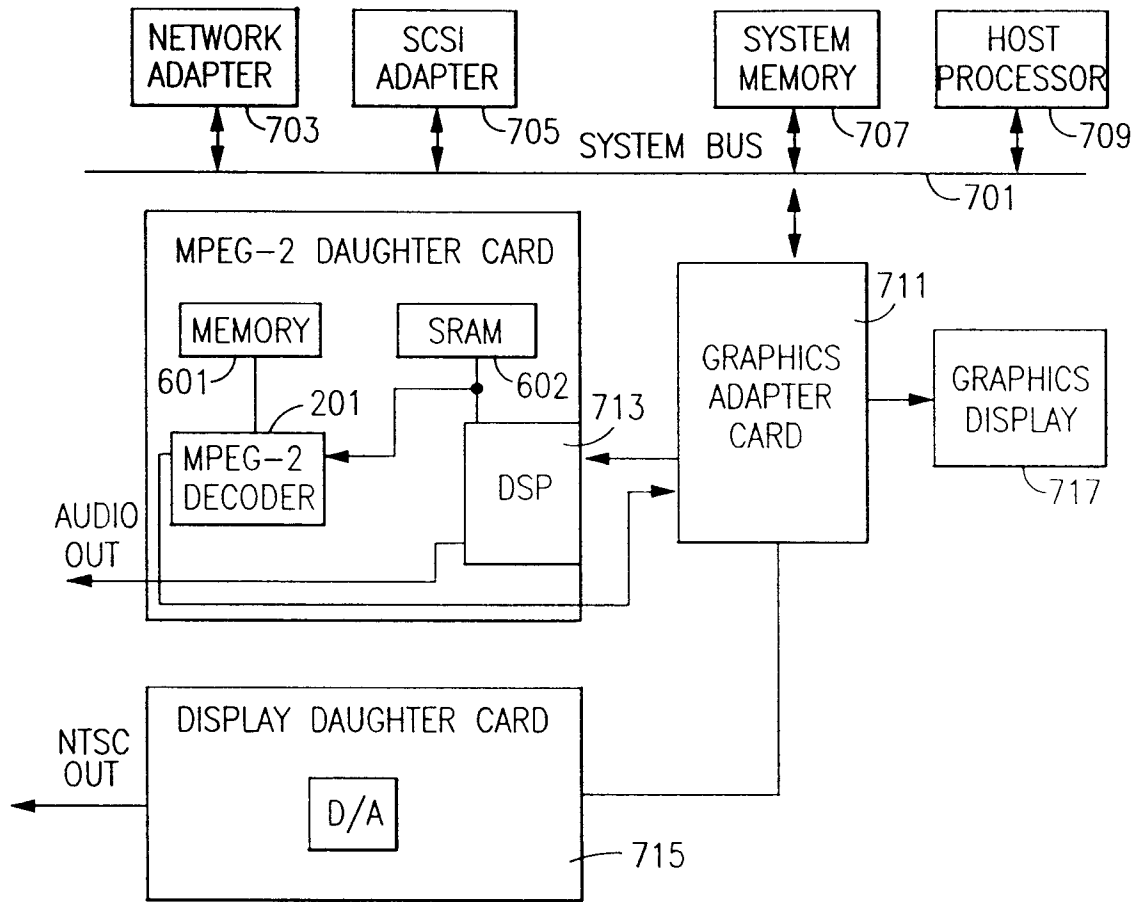 NETWORK
ADAPTER
703
SCSI
ADAPTER
705
SYSTEM
MEMORY
707
HOST
PROCESSOR
709
SYSTEM BUS
701
MPEG-2 DAUGHTER CARD
MEMORY
601
SRAM
602
201
MPEG-2
DECODER
713
DSP
AUDIO
OUT
711
GRAPHICS
ADAPTER
CARD
GRAPHICS
DISPLAY
717
DISPLAY DAUGHTER CARD
NTSC
OUT
D/A
715